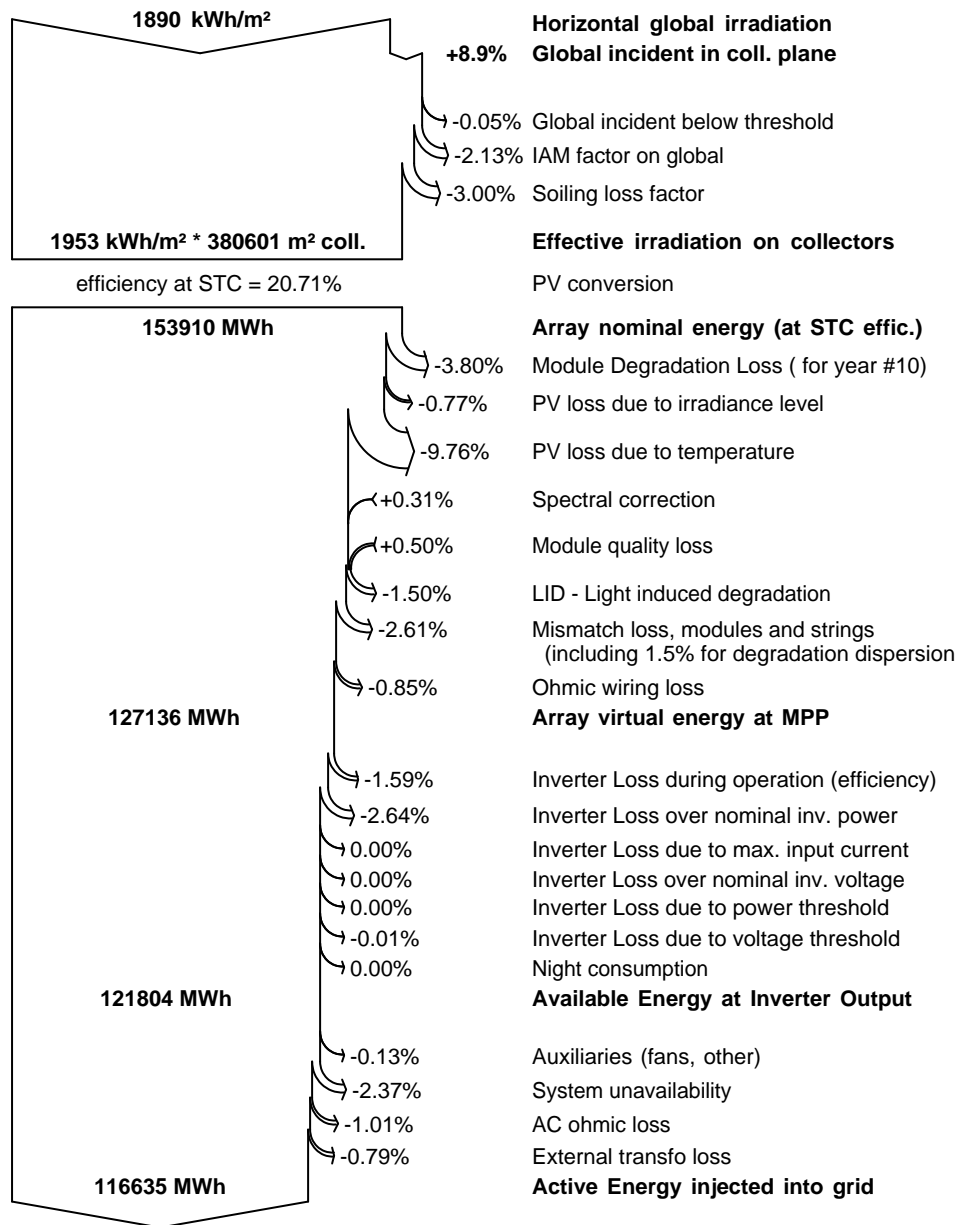 1890 kWh/m² Horizontal global irradiation
+8.9% Global incident in coll. plane
-0.05% Global incident below threshold
-2.13% IAM factor on global
-3.00% Soiling loss factor
1953 kWh/m² * 380601 m² coll. Effective irradiation on collectors
efficiency at STC = 20.71% PV conversion
153910 MWh Array nominal energy (at STC effic.)
-3.80% Module Degradation Loss ( for year #10)
-0.77% PV loss due to irradiance level
-9.76% PV loss due to temperature
+0.31% Spectral correction
+0.50% Module quality loss
-1.50% LID - Light induced degradation
-2.61% Mismatch loss, modules and strings
(including 1.5% for degradation dispersion
-0.85% Ohmic wiring loss
127136 MWh Array virtual energy at MPP
-1.59% Inverter Loss during operation (efficiency)
-2.64% Inverter Loss over nominal inv. power
0.00% Inverter Loss due to max. input current
0.00% Inverter Loss over nominal inv. voltage
0.00% Inverter Loss due to power threshold
-0.01% Inverter Loss due to voltage threshold
0.00% Night consumption
121804 MWh Available Energy at Inverter Output
-0.13% Auxiliaries (fans, other)
-2.37% System unavailability
-1.01% AC ohmic loss
-0.79% External transfo loss
116635 MWh Active Energy injected into grid